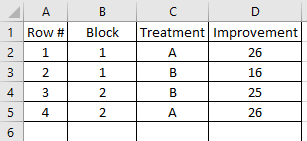 A B C D
1 Row # Block Treatment Improvement
2 1 1 A 26
3 2 1 B 16
4 3 2 B 25
5 4 2 A 26
6